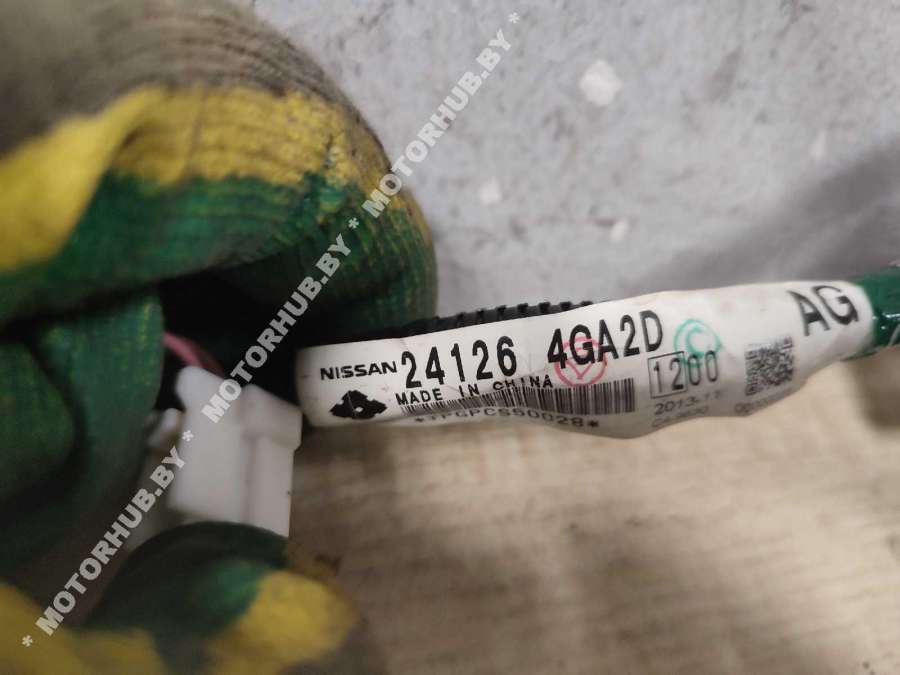 NISSAN 24126 4GA2D
MADE IN CHINA
1200
AG
2013-11
* MOTORHUB.BY * MOTORHUB.BY * MOTORHUB.BY * MOTORHUB.BY *